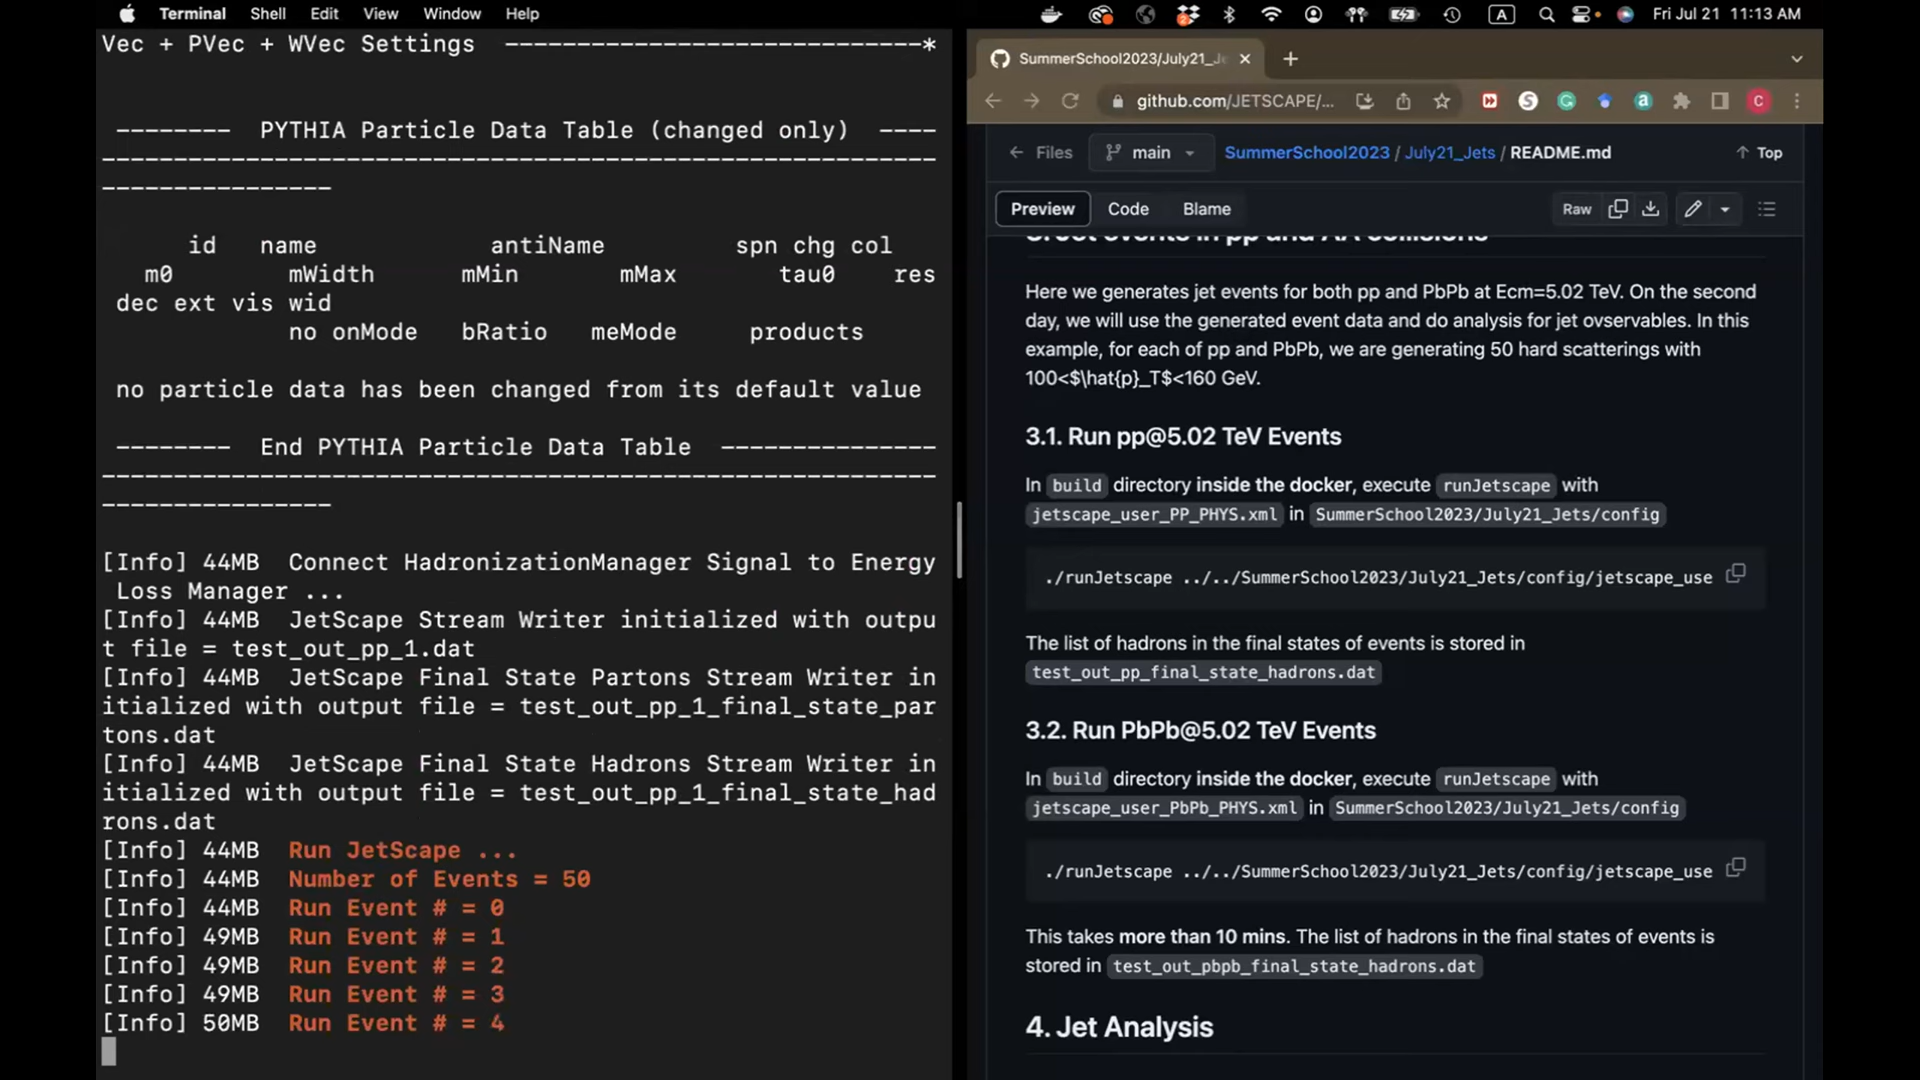 Terminal Shell Edit View Window Help
2
A
Fri Jul 21 11:13 AM
Vec + PVec + WVec Settings -----------------------------*
-------- PYTHIA Particle Data Table (changed only) ----
----------------------------------------------------------
----------------
id name antiName spn chg col
m0 mWidth mMin mMax tau0 res
dec ext vis wid
no onMode bRatio meMode products
no particle data has been changed from its default value
-------- End PYTHIA Particle Data Table ---------------
----------------------------------------------------------
----------------
[Info] 44MB Connect HadronizationManager Signal to Energy
Loss Manager ...
[Info] 44MB JetScape Stream Writer initialized with outpu
t file = test_out_pp_1.dat
[Info] 44MB JetScape Final State Partons Stream Writer in
itialized with output file = test_out_pp_1_final_state_par
tons.dat
[Info] 44MB JetScape Final State Hadrons Stream Writer in
itialized with output file = test_out_pp_1_final_state_had
rons.dat
[Info] 44MB Run JetScape ...
[Info] 44MB Number of Events = 50
[Info] 44MB Run Event # = 0
[Info] 49MB Run Event # = 1
[Info] 49MB Run Event # = 2
[Info] 49MB Run Event # = 3
[Info] 50MB Run Event # = 4
SummerSchool2023/July21_Je
github.com/JETSCAPE/...
S
a
C
Files main SummerSchool2023 / July21_Jets / README.md Top
Preview Code Blame Raw
3. Jet events in pp and AA collisions
Here we generates jet events for both pp and PbPb at Ecm=5.02 TeV. On the second
day, we will use the generated event data and do analysis for jet ovservables. In this
example, for each of pp and PbPb, we are generating 50 hard scatterings with
100<$\hat{p}_T$<160 GeV.
3.1. Run pp@5.02 TeV Events
In build directory inside the docker, execute runJetscape with
jetscape_user_PP_PHYS.xml in SummerSchool2023/July21_Jets/config
./runJetscape ../../SummerSchool2023/July21_Jets/config/jetscape_use
The list of hadrons in the final states of events is stored in
test_out_pp_final_state_hadrons.dat
3.2. Run PbPb@5.02 TeV Events
In build directory inside the docker, execute runJetscape with
jetscape_user_PbPb_PHYS.xml in SummerSchool2023/July21_Jets/config
./runJetscape ../../SummerSchool2023/July21_Jets/config/jetscape_use
This takes more than 10 mins. The list of hadrons in the final states of events is
stored in test_out_pbpb_final_state_hadrons.dat
4. Jet Analysis